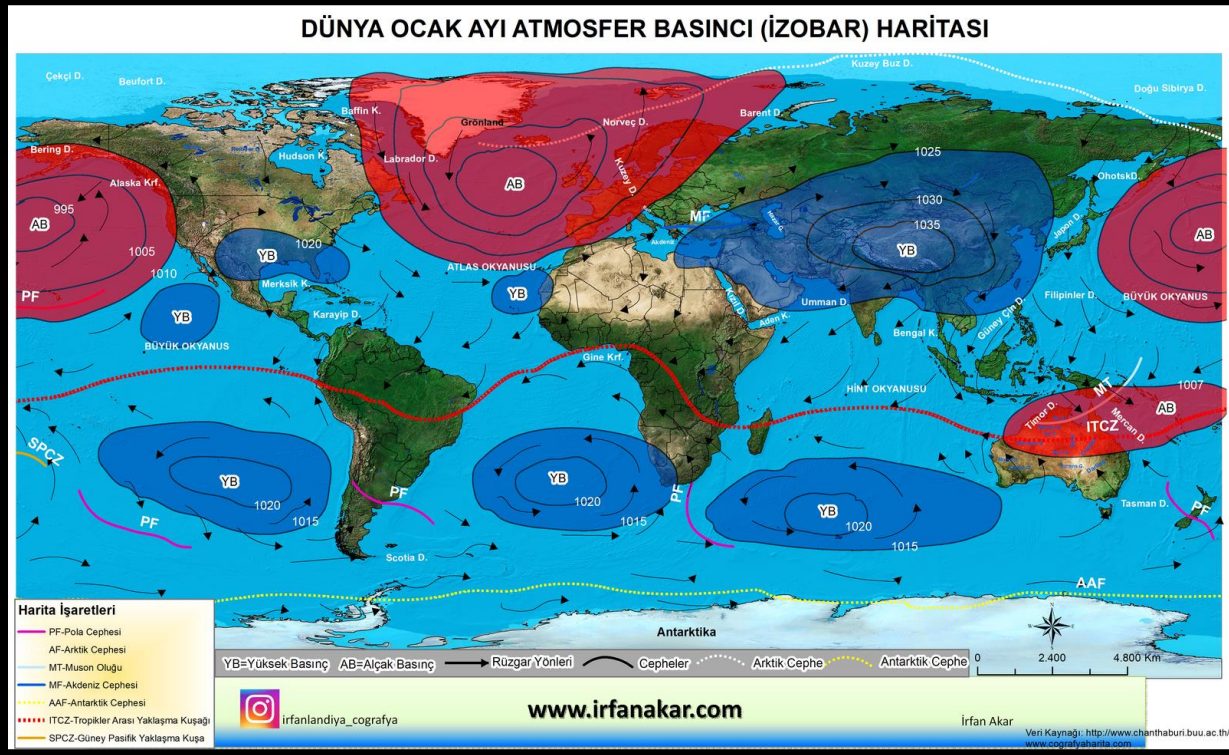 DÜNYA OCAK AYI ATMOSFER BASINCI (İZOBAR) HARİTASI
Çekçi D.
Beufort D.
Kuzey Buz D.
Doğu Sibirya D.
Baffin K.
Grönland
Norveç D.
Barent D.
Bering D.
Hudson K.
Labrador D.
Kuzey D.
1025
OhotskD.
Alaska Krf.
AB
995
1030
1035
AB
MF
Hazar G.
Japon D.
AB
1005
1020
YB
Akdeniz
YB
1010
ATLAS OKYANUSU
PF
Merksik K.
YB
Kızıl D.
Umman D.
Filipinler D.
BÜYÜK OKYANUS
YB
Karayip D.
Aden K.
Bengal K.
Güney Çin D.
BÜYÜK OKYANUS
Gine Krf.
HİNT OKYANUSU
MT
1007
AB
Timor D.
Mercan D.
ITCZ
SPCZ
YB
YB
PF
PF
1020
1020
YB
1020
1015
1015
1015
PF
Tasman D.
PF
Scotia D.
AAF
Antarktika
Harita İşaretleri
PF-Pola Cephesi
AF-Arktik Cephesi
MT-Muson Oluğu
MF-Akdeniz Cephesi
AAF-Antarktik Cephesi
ITCZ-Tropikler Arası Yaklaşma Kuşağı
SPCZ-Güney Pasifik Yaklaşma Kuşa
YB=Yüksek Basınç AB=Alçak Basınç Rüzgar Yönleri Cepheler Arktik Cephe Antarktik Cephe
0 2.400 4.800 Km
irfanlandiya_cografya
www.irfanakar.com
İrfan Akar
Veri Kaynağı: http://www.chanthaburi.buu.ac.th/
www.cografyaharita.com